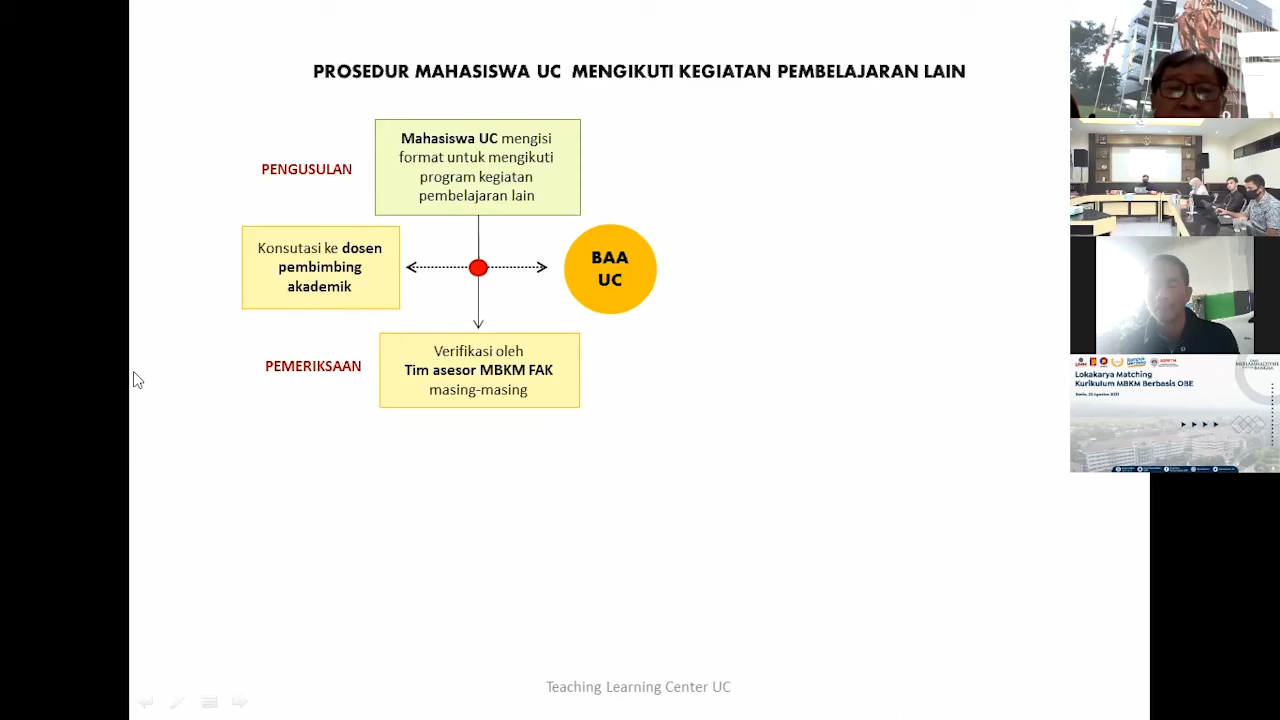 PROSEDUR MAHASISWA UC MENGIKUTI KEGIATAN PEMBELAJARAN LAIN
PENGUSULAN
Mahasiswa UC mengisi
format untuk mengikuti
program kegiatan
pembelajaran lain
Konsutasi ke dosen
pembimbing
akademik
BAA
UC
PEMERIKSAAN
Verifikasi oleh
Tim asesor MBKM FAK
masing-masing
Lokakarya Matching
Kurikulum MBKM Berbasis OBE
Teaching Learning Center UC